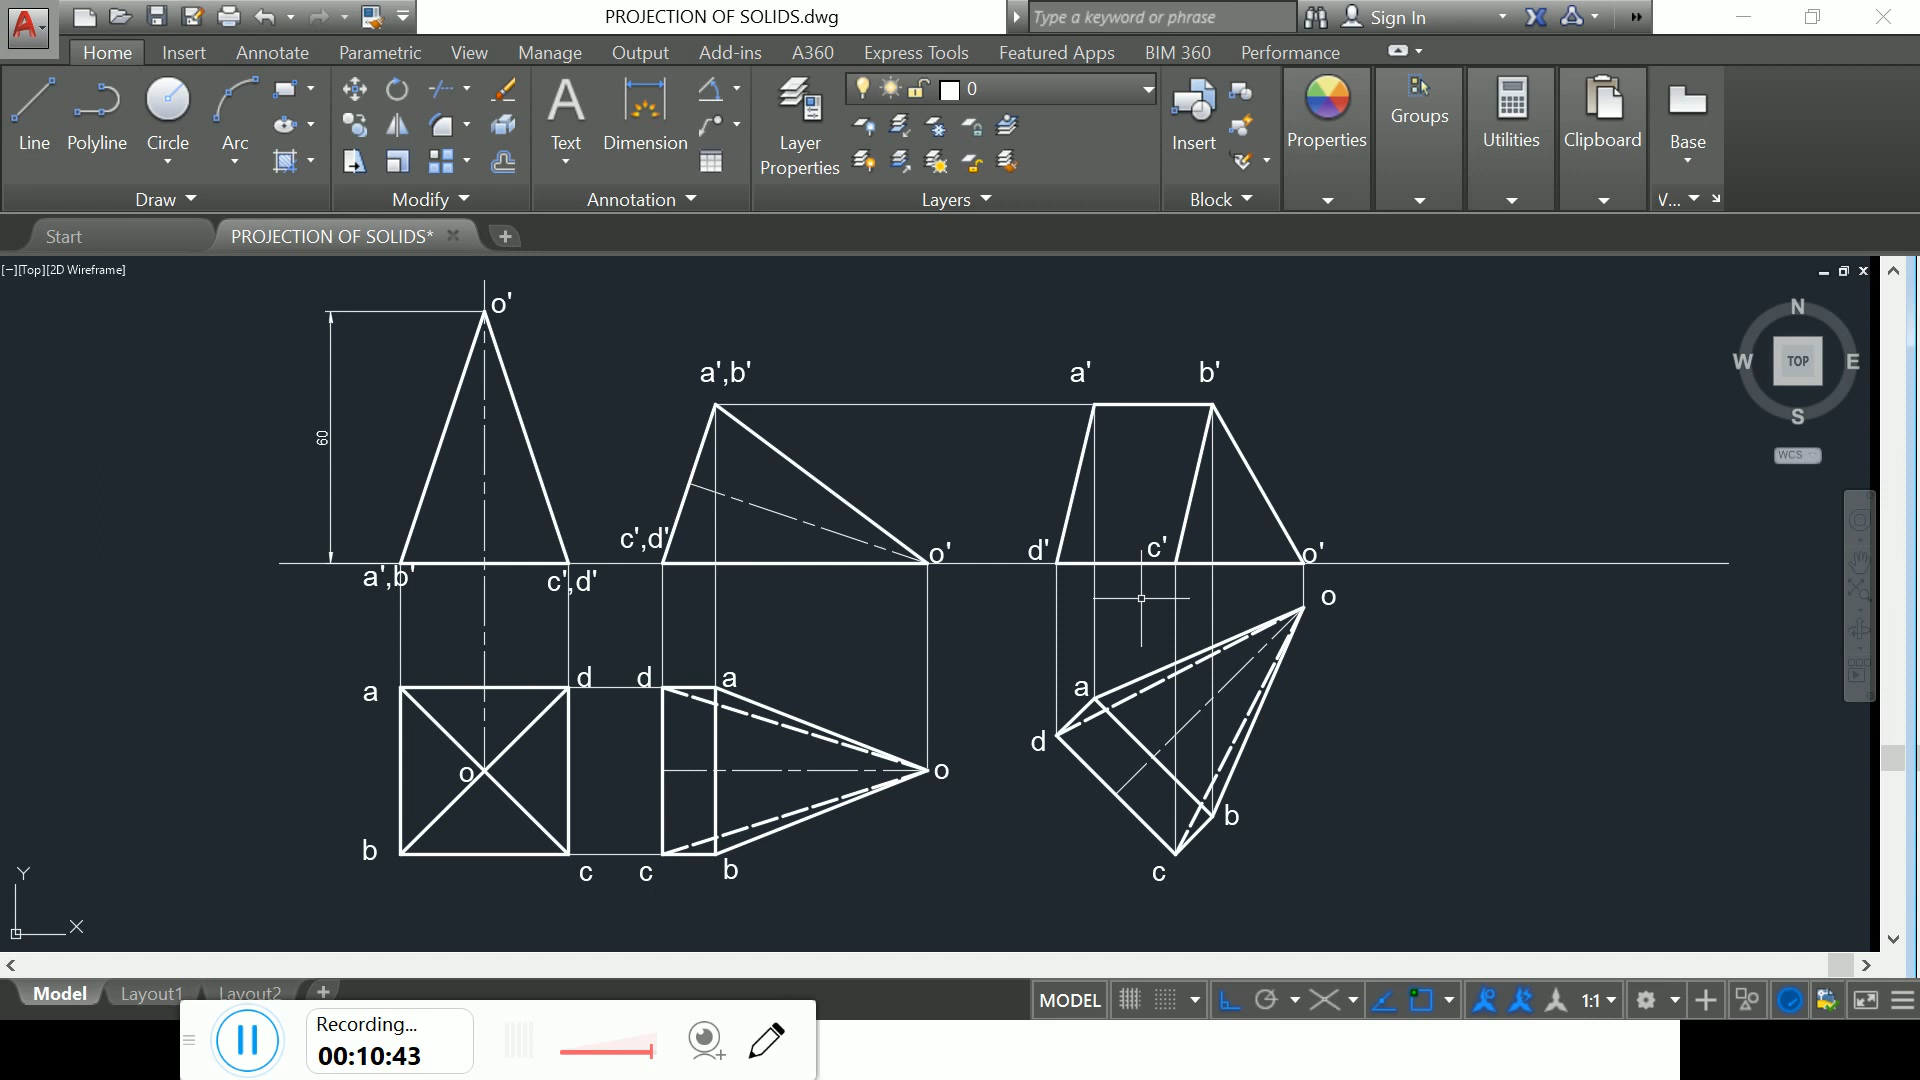 PROJECTION OF SOLIDS.dwg
Type a keyword or phrase
Sign In
Home Insert Annotate Parametric View Manage Output Add-ins A360 Express Tools Featured Apps BIM 360 Performance
0
Line Polyline Circle Arc
Text Dimension
Layer Properties
Insert
Properties
Groups
Utilities
Clipboard
Base
Draw Modify Annotation Layers Block V...
Start PROJECTION OF SOLIDS*
[−][Top][2D Wireframe]
o'
N
W TOP E
S
WCS
a',b' a' b'
60
c',d' o' d' c' o'
a',b' c',d'
o
a d d a a
d
o o
b c c b c b
Y
X
Model Layout1 Layout2
MODEL 1:1
Recording...
00:10:43